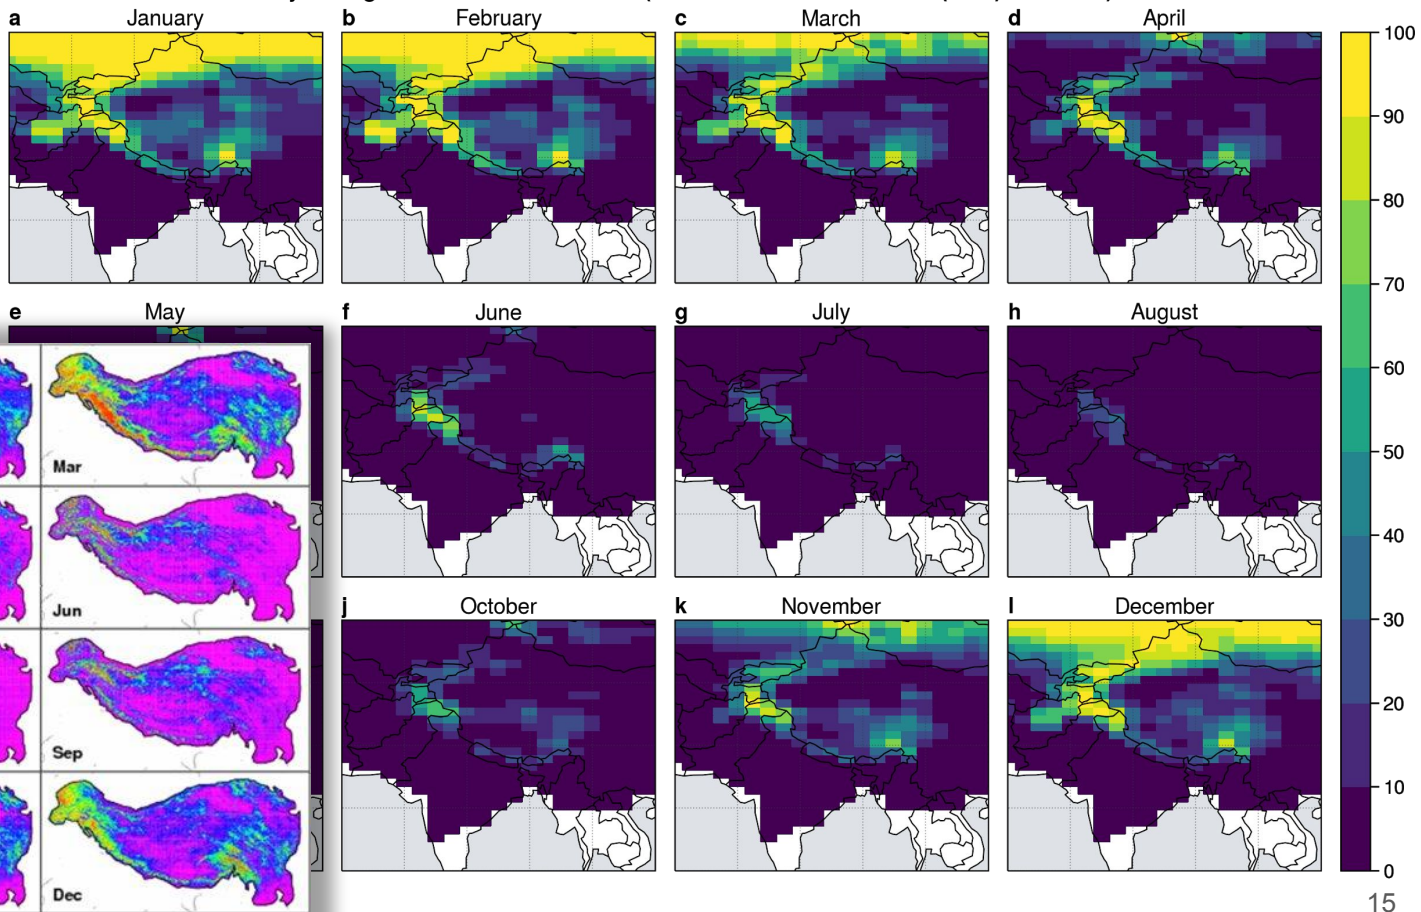 a January
b February
c March
d April
100
90
80
70
60
50
40
30
20
10
0
e May
f June
g July
h August
Mar
Jun
Sep
Dec
j October
k November
l December
15